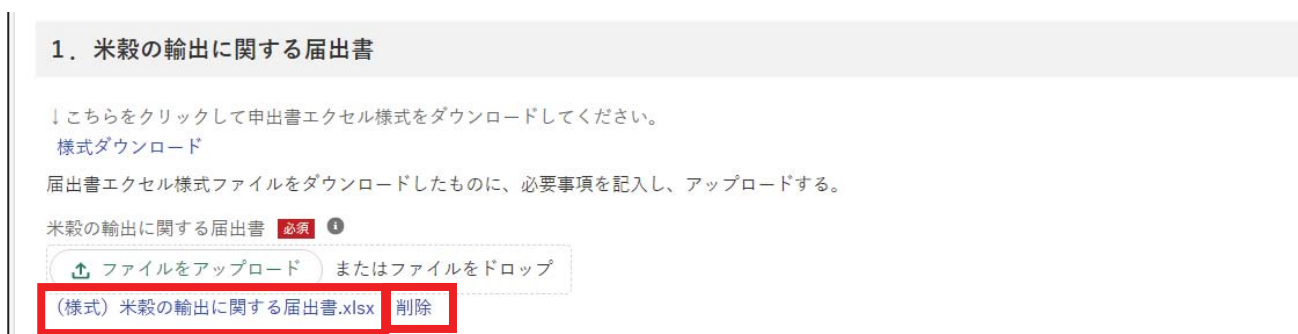 １．米穀の輸出に関する届出書
↓こちらをクリックして申出書エクセル様式をダウンロードしてください。
様式ダウンロード
届出書エクセル様式ファイルをダウンロードしたものに、必要事項を記入し、アップロードする。
米穀の輸出に関する届出書 必須
ファイルをアップロード またはファイルをドロップ
（様式）米穀の輸出に関する届出書.xlsx 削除